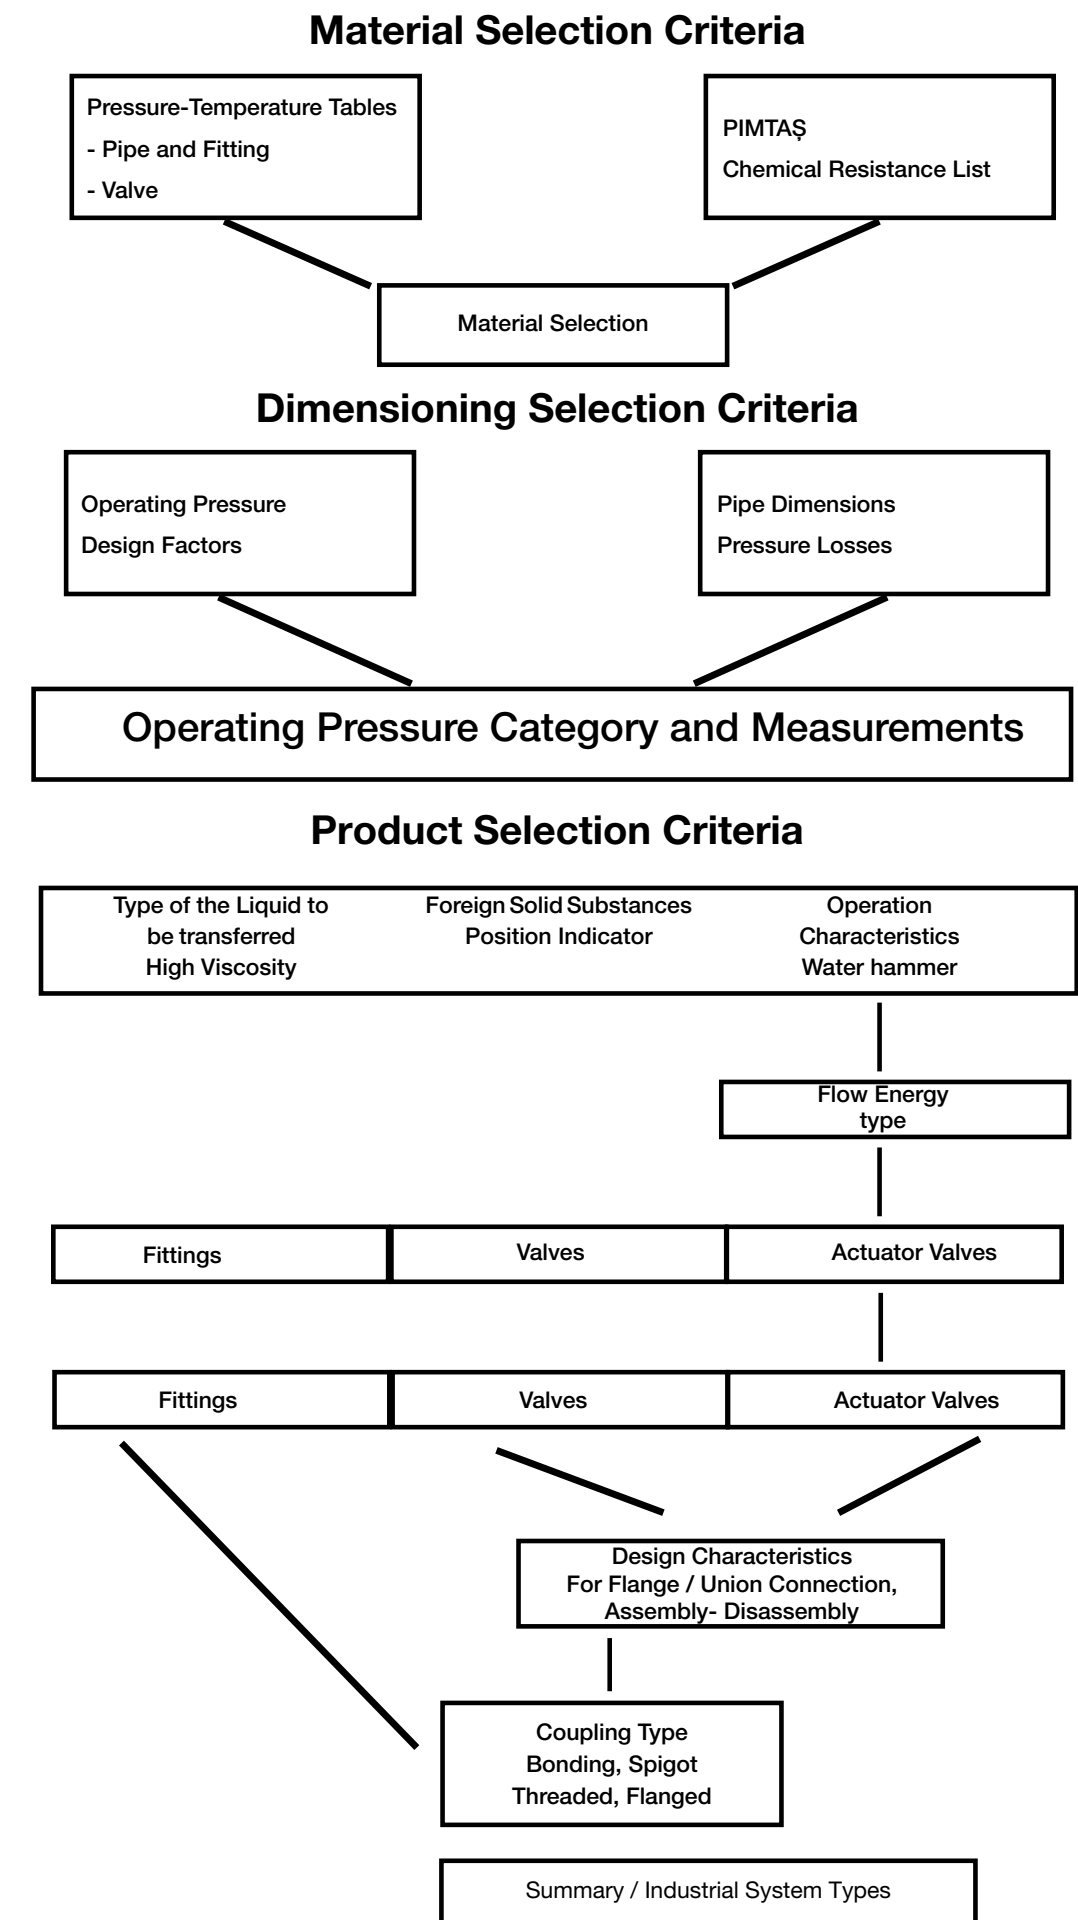 Material Selection Criteria
Pressure-Temperature Tables
- Pipe and Fitting
- Valve
PIMTAŞ
Chemical Resistance List
Material Selection
Dimensioning Selection Criteria
Operating Pressure
Design Factors
Pipe Dimensions
Pressure Losses
Operating Pressure Category and Measurements
Product Selection Criteria
Type of the Liquid to
be transferred
High Viscosity
Foreign Solid Substances
Position Indicator
Operation
Characteristics
Water hammer
Flow Energy
type
Fittings
Valves
Actuator Valves
Fittings
Valves
Actuator Valves
Design Characteristics
For Flange / Union Connection,
Assembly- Disassembly
Coupling Type
Bonding, Spigot
Threaded, Flanged
Summary / Industrial System Types